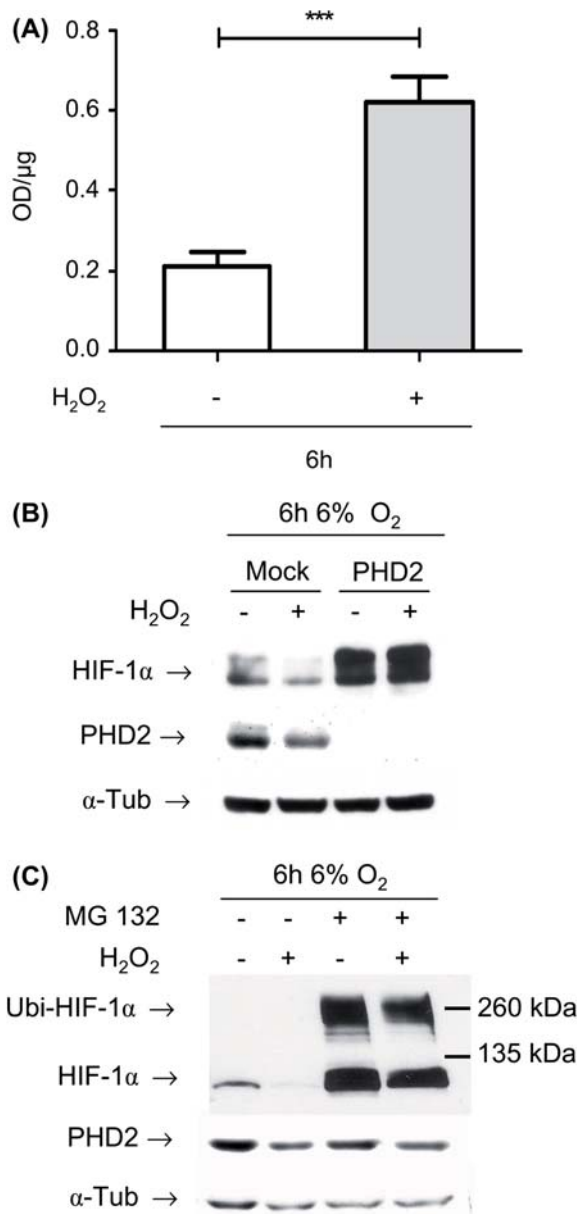 (A)
***
0.8
0.6
0.4
0.2
0.0
OD/µg
H₂O₂ - +
6h
(B)
6h 6% O₂
Mock PHD2
H₂O₂ - + - +
HIF-1α →
PHD2 →
α-Tub →
(C)
6h 6% O₂
MG 132 - - + +
H₂O₂ - + - +
Ubi-HIF-1α → 260 kDa
135 kDa
HIF-1α →
PHD2 →
α-Tub →